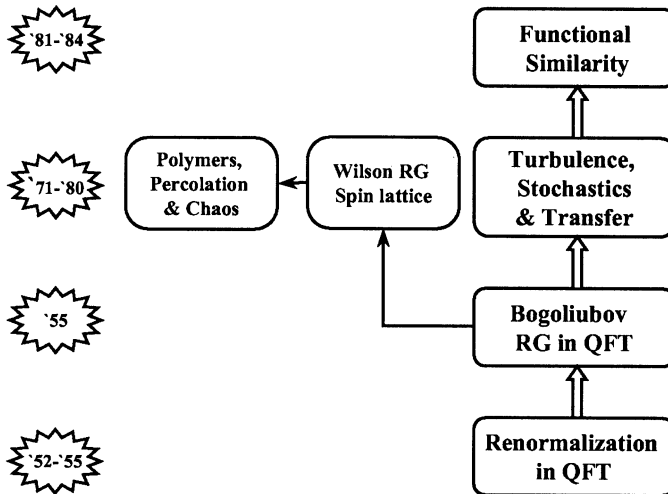 `81-`84
Functional
Similarity
`71-`80
Polymers,
Percolation
& Chaos
Wilson RG
Spin lattice
Turbulence,
Stochastics
& Transfer
`55
Bogoliubov
RG in QFT
`52-`55
Renormalization
in QFT